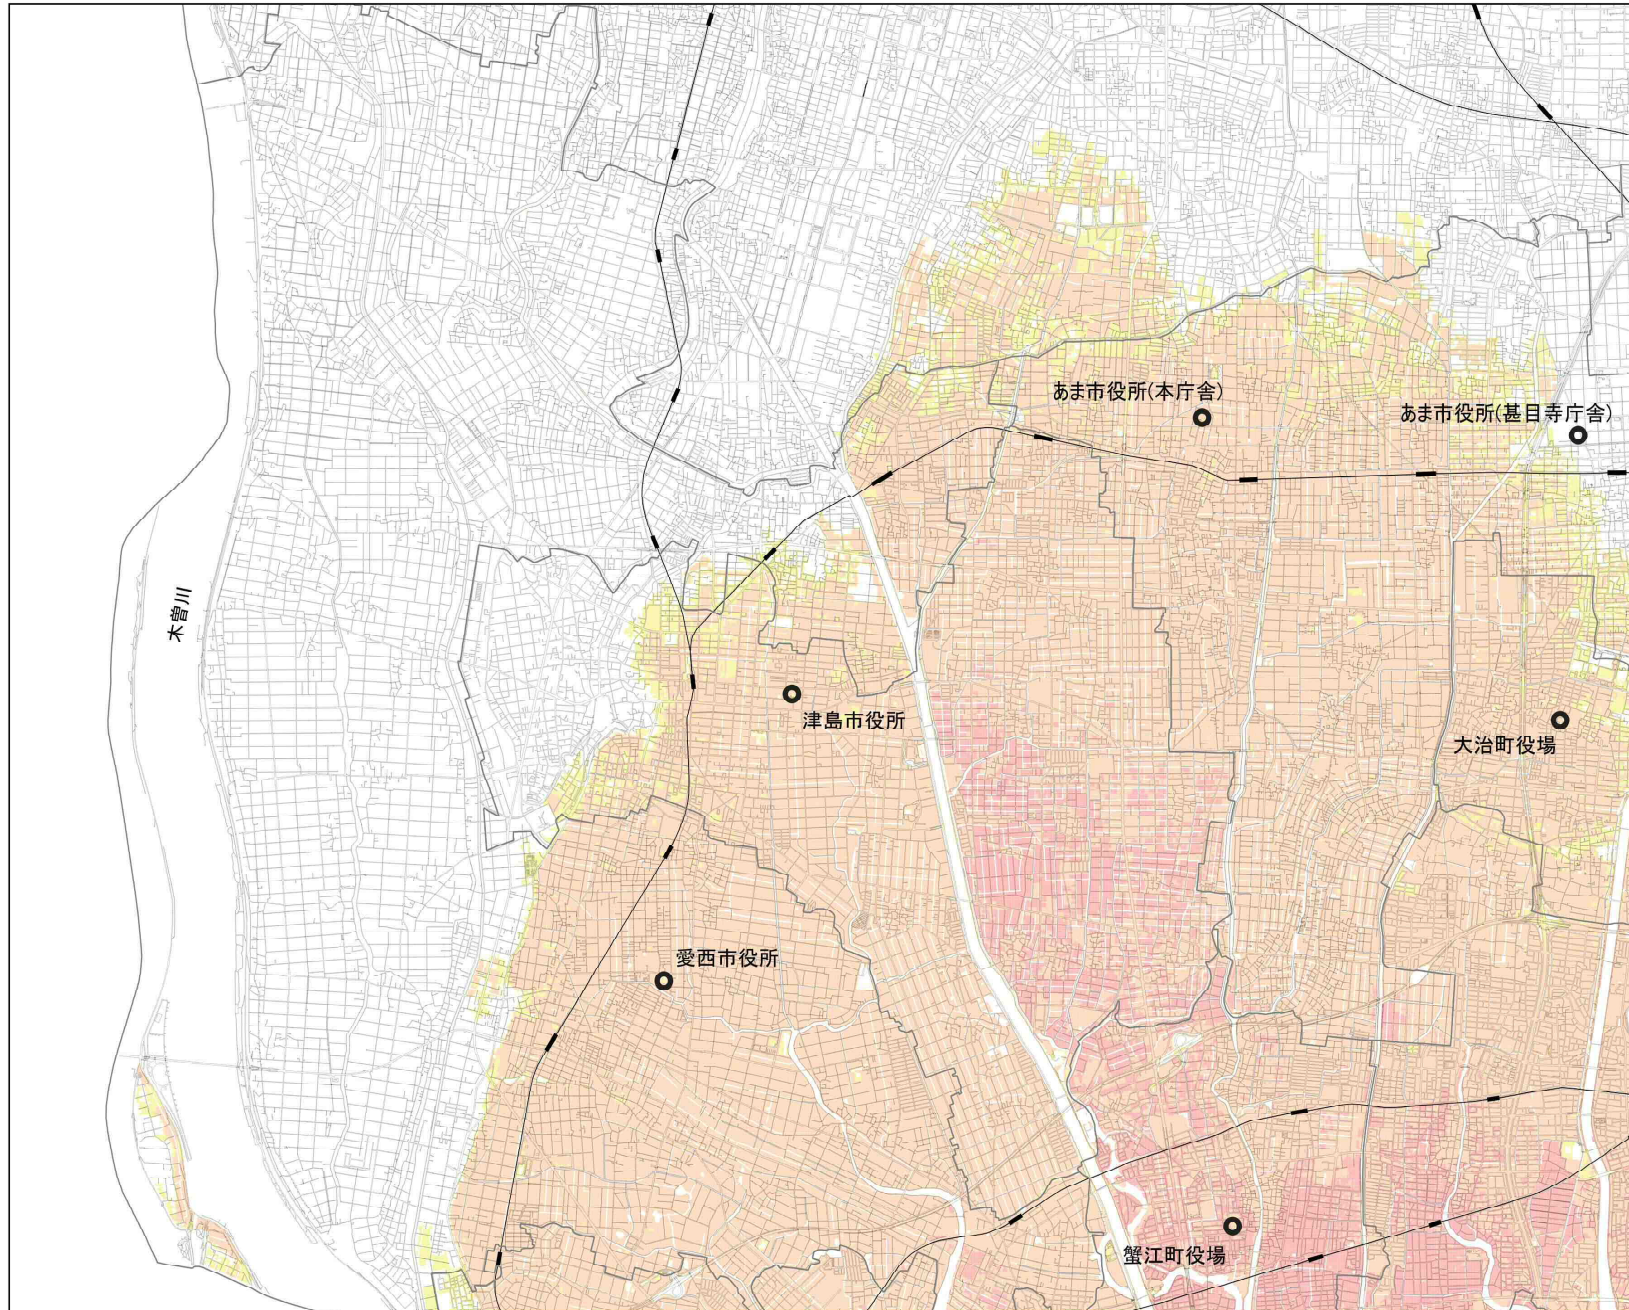 あま市役所(本庁舎)
あま市役所(甚目寺庁舎)
木曽川
津島市役所
大治町役場
愛西市役所
蟹江町役場